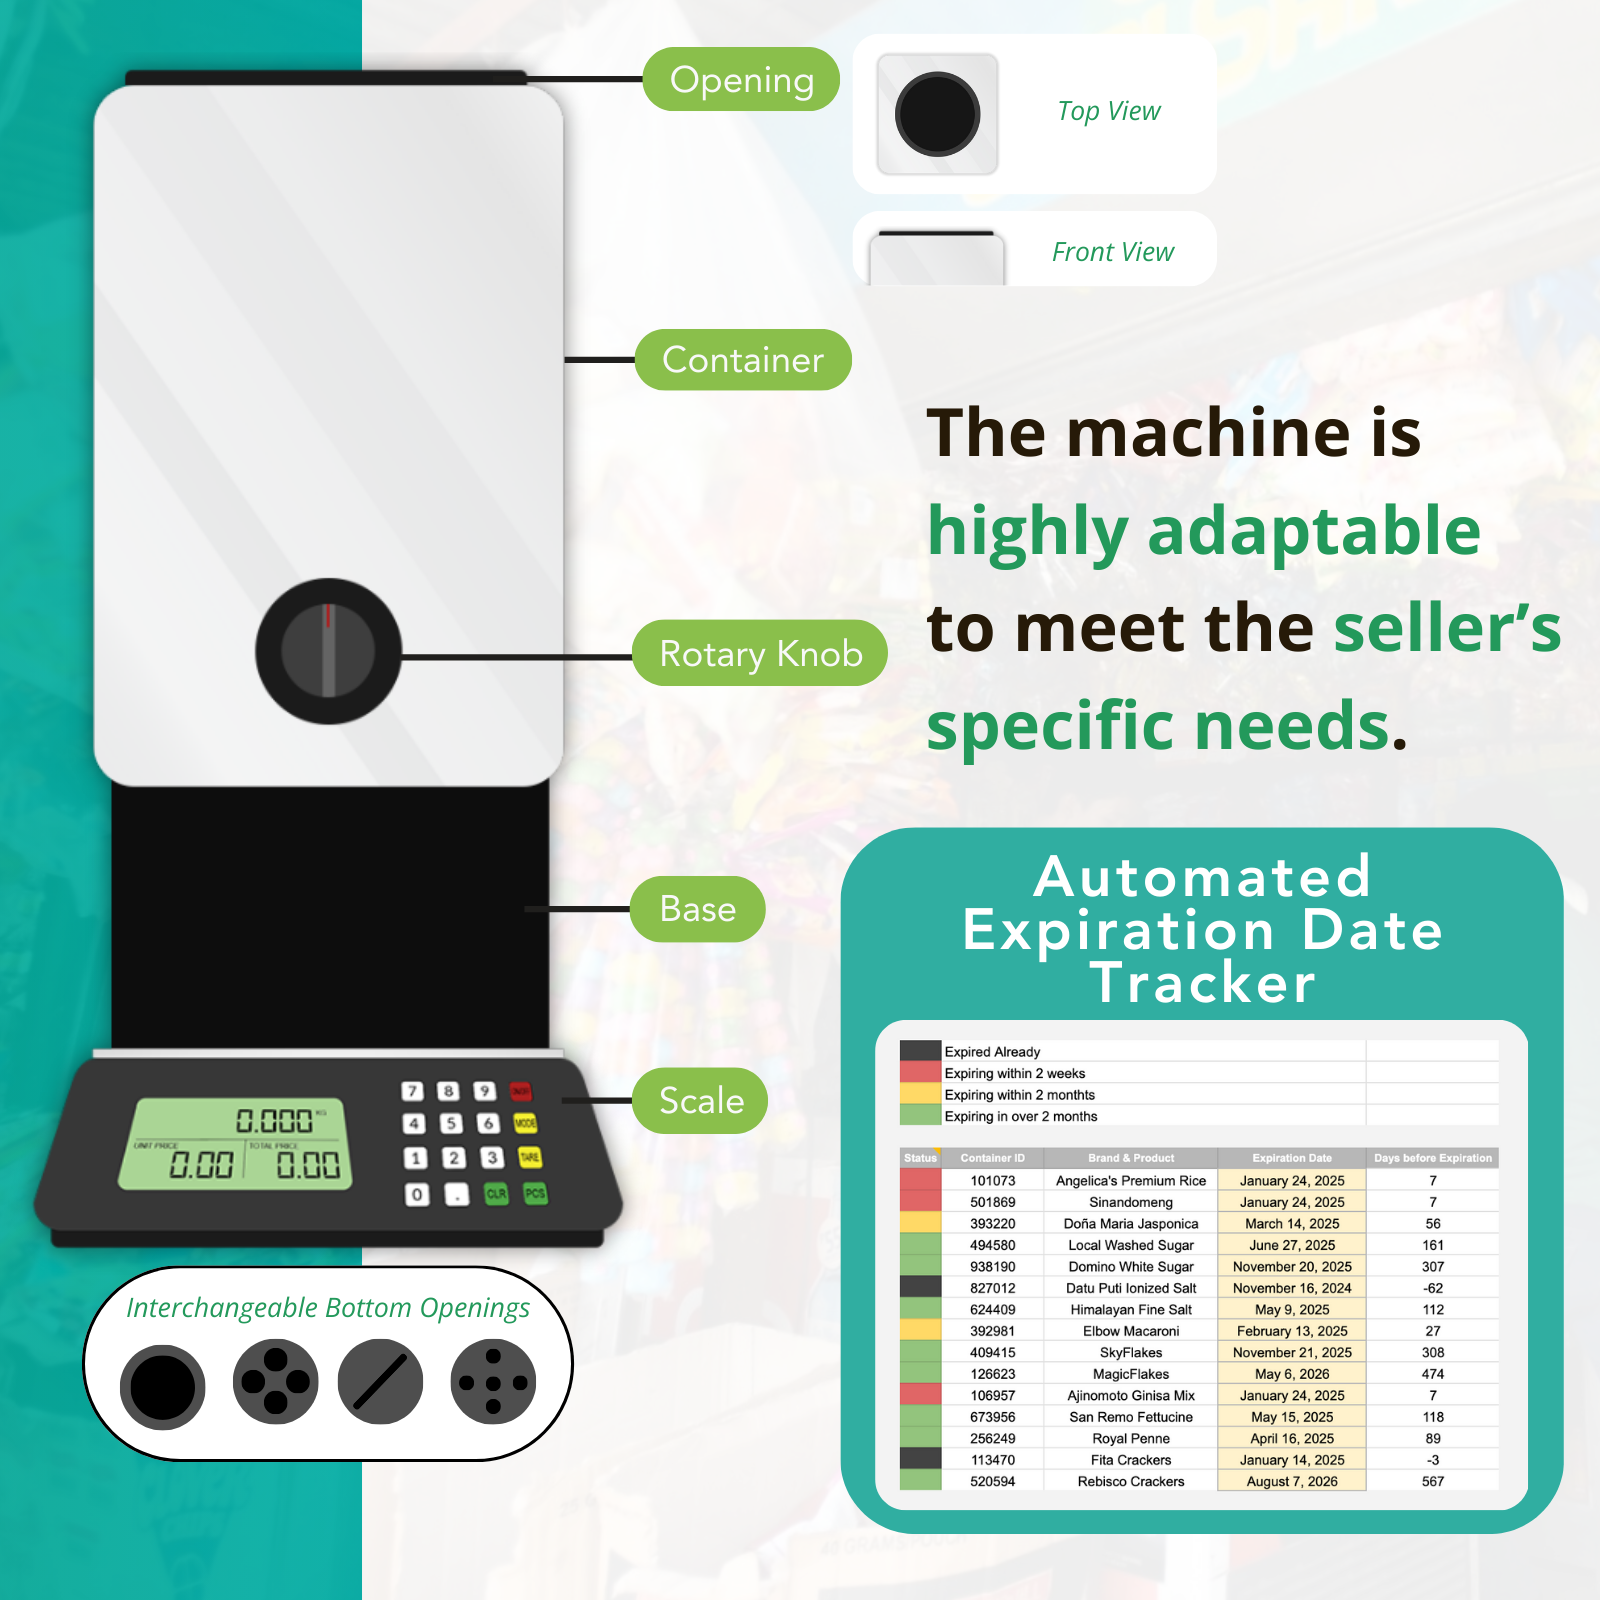 Opening
Top View
Front View
Container
The machine is
highly adaptable
to meet the seller’s
specific needs.
Rotary Knob
Base
Scale
0.000 KG
UNIT PRICE TOTAL PRICE
0.00 0.00
7 8 9 ON/OFF
4 5 6 MODE
1 2 3 TARE
0 . CLR PCS
Interchangeable Bottom Openings
Automated
Expiration Date
Tracker
Expired Already
Expiring within 2 weeks
Expiring within 2 monthts
Expiring in over 2 months
Status Container ID Brand & Product Expiration Date Days before Expiration
101073 Angelica's Premium Rice January 24, 2025 7
501869 Sinandomeng January 24, 2025 7
393220 Doña Maria Jasponica March 14, 2025 56
494580 Local Washed Sugar June 27, 2025 161
938190 Domino White Sugar November 20, 2025 307
827012 Datu Puti Ionized Salt November 16, 2024 -62
624409 Himalayan Fine Salt May 9, 2025 112
392981 Elbow Macaroni February 13, 2025 27
409415 SkyFlakes November 21, 2025 308
126623 MagicFlakes May 6, 2026 474
106957 Ajinomoto Ginisa Mix January 24, 2025 7
673956 San Remo Fettucine May 15, 2025 118
256249 Royal Penne April 16, 2025 89
113470 Fita Crackers January 14, 2025 -3
520594 Rebisco Crackers August 7, 2026 567